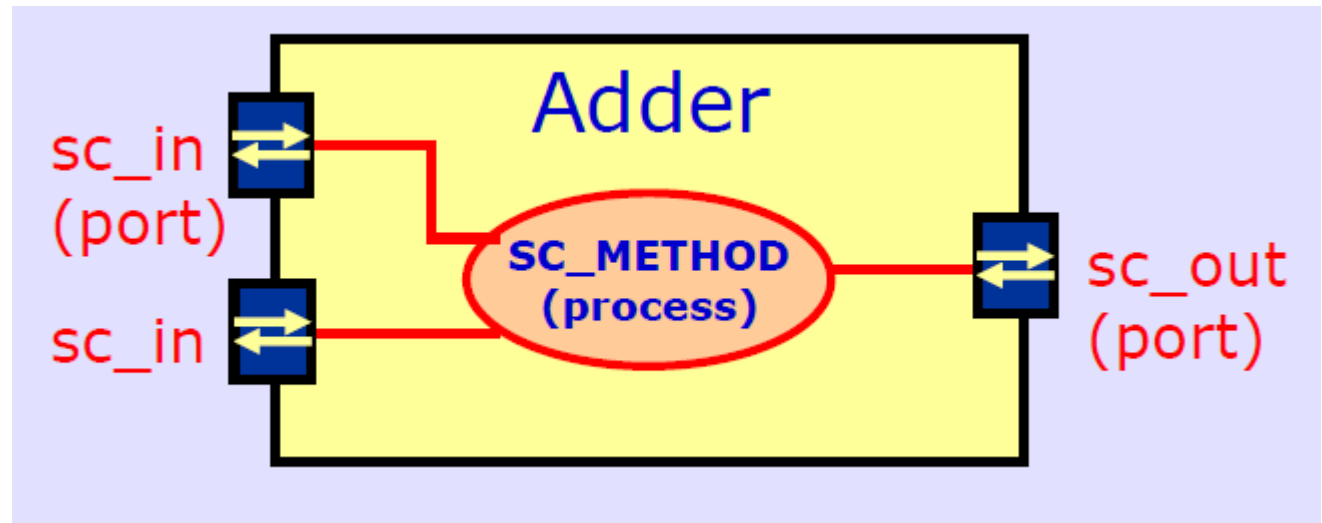 Adder
sc_in
(port)
SC_METHOD
(process)
sc_in
sc_out
(port)